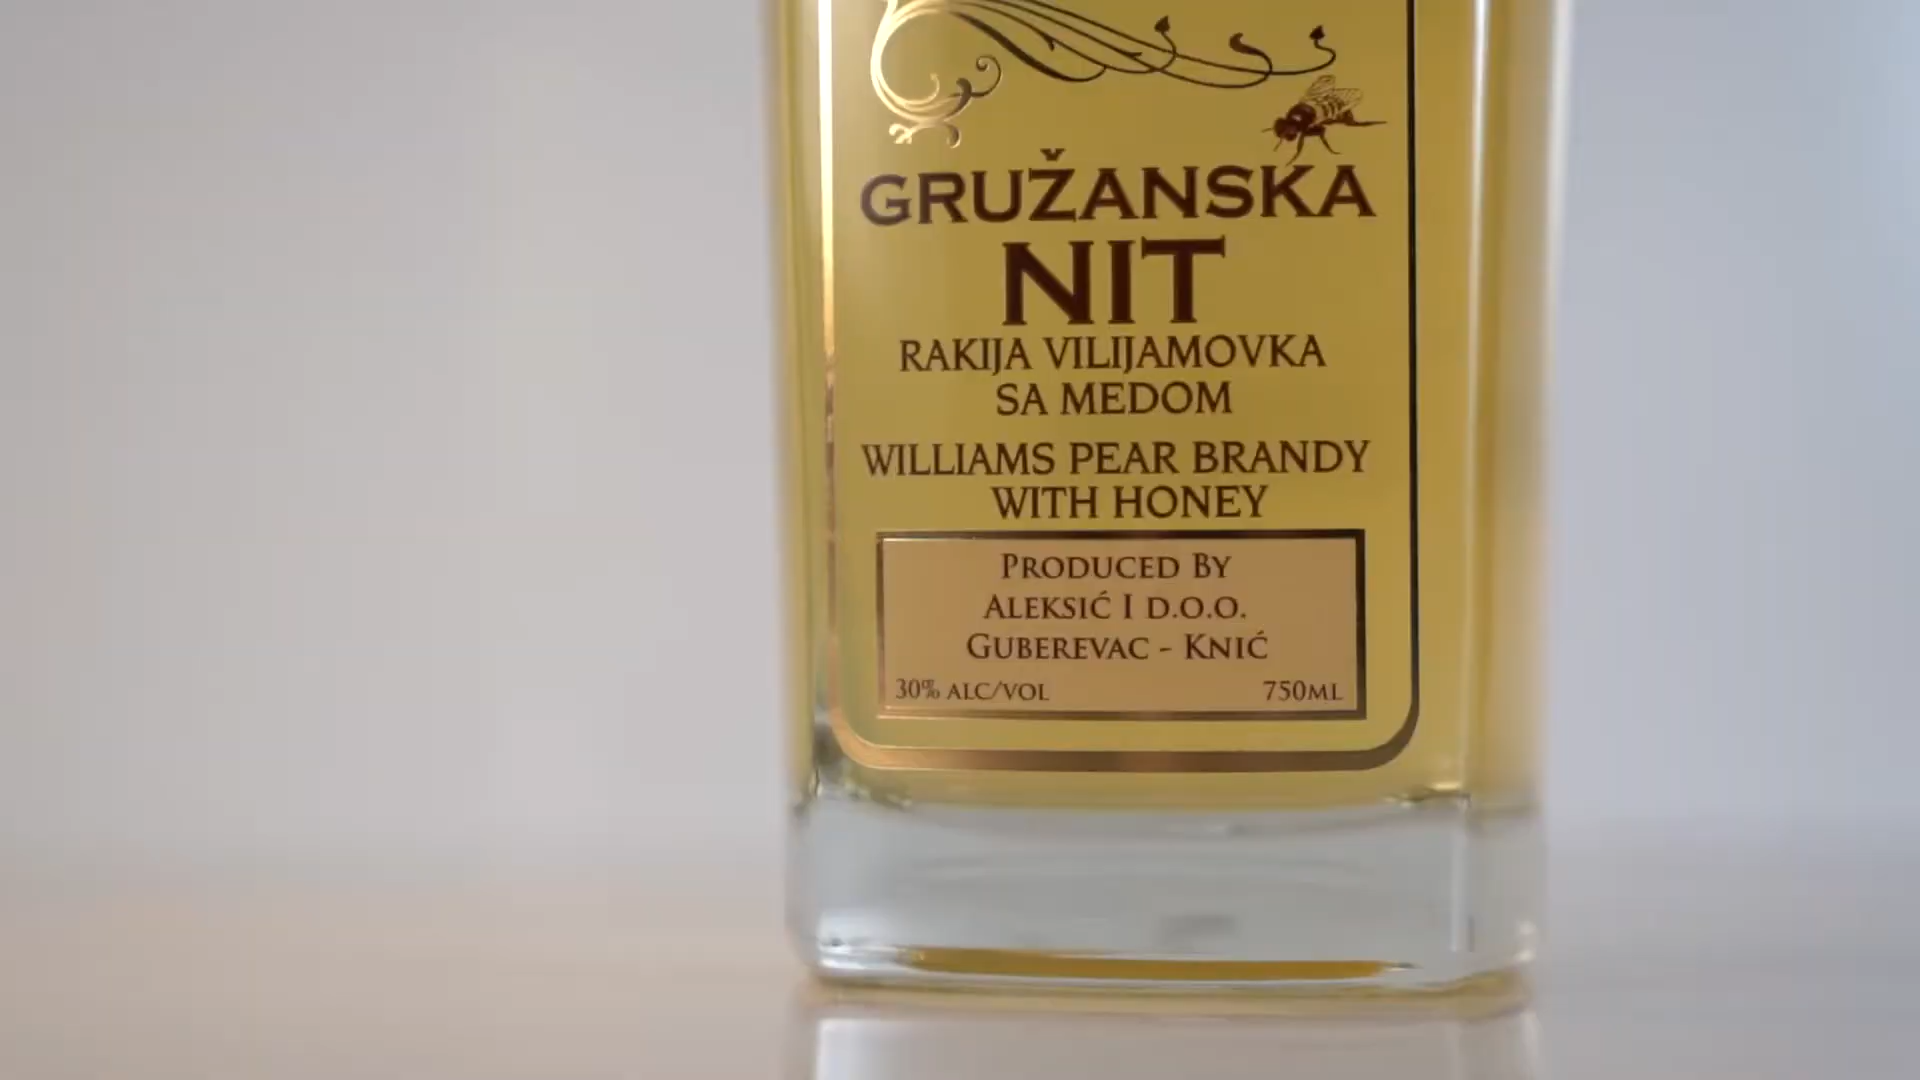 GRUŽANSKA
NIT
RAKIJA VILIJAMOVKA
SA MEDOM
WILLIAMS PEAR BRANDY
WITH HONEY
PRODUCED BY
ALEKSIĆ I D.O.O.
GUBEREVAC - KNIĆ
30% ALC/VOL 750ML